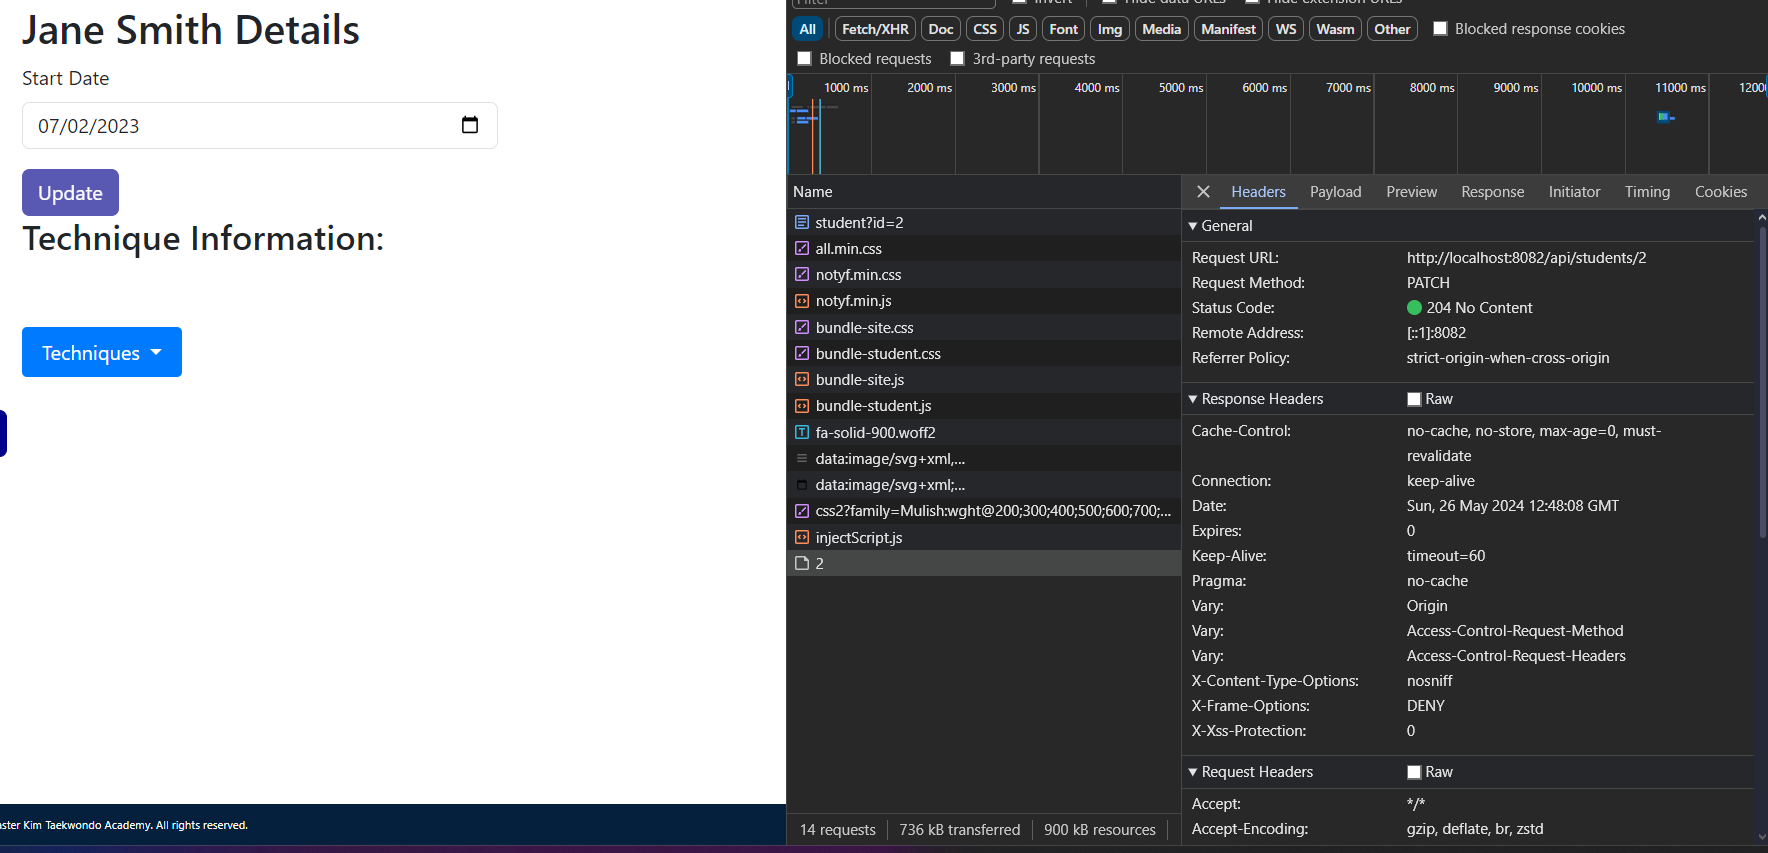 Jane Smith Details
Start Date
07/02/2023
Update
Technique Information:
Techniques
aster Kim Taekwondo Academy. All rights reserved.
All
Fetch/XHR
Doc
CSS
JS
Font
Img
Media
Manifest
WS
Wasm
Other
Blocked response cookies
Blocked requests
3rd-party requests
1000 ms
2000 ms
3000 ms
4000 ms
5000 ms
6000 ms
7000 ms
8000 ms
9000 ms
10000 ms
11000 ms
1200
Name
student?id=2
all.min.css
notyf.min.css
notyf.min.js
bundle-site.css
bundle-student.css
bundle-site.js
bundle-student.js
fa-solid-900.woff2
data:image/svg+xml,...
data:image/svg+xml;...
css2?family=Mulish:wght@200;300;400;500;600;700;...
injectScript.js
2
14 requests
736 kB transferred
900 kB resources
Headers
Payload
Preview
Response
Initiator
Timing
Cookies
General
Request URL: http://localhost:8082/api/students/2
Request Method: PATCH
Status Code: 204 No Content
Remote Address: [::1]:8082
Referrer Policy: strict-origin-when-cross-origin
Response Headers Raw
Cache-Control: no-cache, no-store, max-age=0, must-
revalidate
Connection: keep-alive
Date: Sun, 26 May 2024 12:48:08 GMT
Expires: 0
Keep-Alive: timeout=60
Pragma: no-cache
Vary: Origin
Vary: Access-Control-Request-Method
Vary: Access-Control-Request-Headers
X-Content-Type-Options: nosniff
X-Frame-Options: DENY
X-Xss-Protection: 0
Request Headers Raw
Accept: */*
Accept-Encoding: gzip, deflate, br, zstd